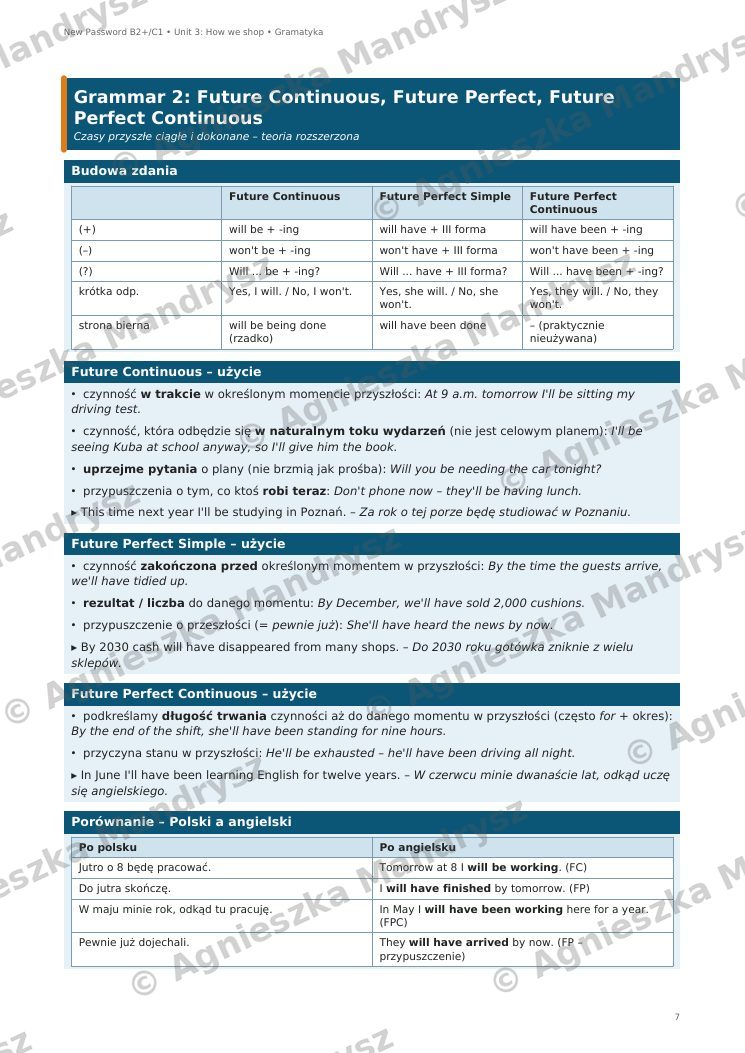 New Password B2+/C1 • Unit 3: How we shop • Gramatyka
Grammar 2: Future Continuous, Future Perfect, Future
Perfect Continuous
Czasy przyszłe ciągłe i dokonane – teoria rozszerzona
Budowa zdania
Future Continuous Future Perfect Simple Future Perfect
Continuous
(+) will be + -ing will have + III forma will have been + -ing
(–) won't be + -ing won't have + III forma won't have been + -ing
(?) Will ... be + -ing? Will ... have + III forma? Will ... have been + -ing?
krótka odp. Yes, I will. / No, I won't. Yes, she will. / No, she Yes, they will. / No, they
won't. won't.
strona bierna will be being done will have been done – (praktycznie
(rzadko) nieużywana)
Future Continuous – użycie
• czynność w trakcie w określonym momencie przyszłości: At 9 a.m. tomorrow I'll be sitting my
driving test.
• czynność, która odbędzie się w naturalnym toku wydarzeń (nie jest celowym planem): I'll be
seeing Kuba at school anyway, so I'll give him the book.
• uprzejme pytania o plany (nie brzmią jak prośba): Will you be needing the car tonight?
• przypuszczenia o tym, co ktoś robi teraz: Don't phone now – they'll be having lunch.
▸ This time next year I'll be studying in Poznań. – Za rok o tej porze będę studiować w Poznaniu.
Future Perfect Simple – użycie
• czynność zakończona przed określonym momentem w przyszłości: By the time the guests arrive,
we'll have tidied up.
• rezultat / liczba do danego momentu: By December, we'll have sold 2,000 cushions.
• przypuszczenie o przeszłości (= pewnie już): She'll have heard the news by now.
▸ By 2030 cash will have disappeared from many shops. – Do 2030 roku gotówka zniknie z wielu
sklepów.
Future Perfect Continuous – użycie
• podkreślamy długość trwania czynności aż do danego momentu w przyszłości (często for + okres):
By the end of the shift, she'll have been standing for nine hours.
• przyczyna stanu w przyszłości: He'll be exhausted – he'll have been driving all night.
▸ In June I'll have been learning English for twelve years. – W czerwcu minie dwanaście lat, odkąd uczę
się angielskiego.
Porównanie – Polski a angielski
Po polsku Po angielsku
Jutro o 8 będę pracować. Tomorrow at 8 I will be working. (FC)
Do jutra skończę. I will have finished by tomorrow. (FP)
W maju minie rok, odkąd tu pracuję. In May I will have been working here for a year.
(FPC)
Pewnie już dojechali. They will have arrived by now. (FP –
przypuszczenie)
7
© Agnieszka Mandrysz